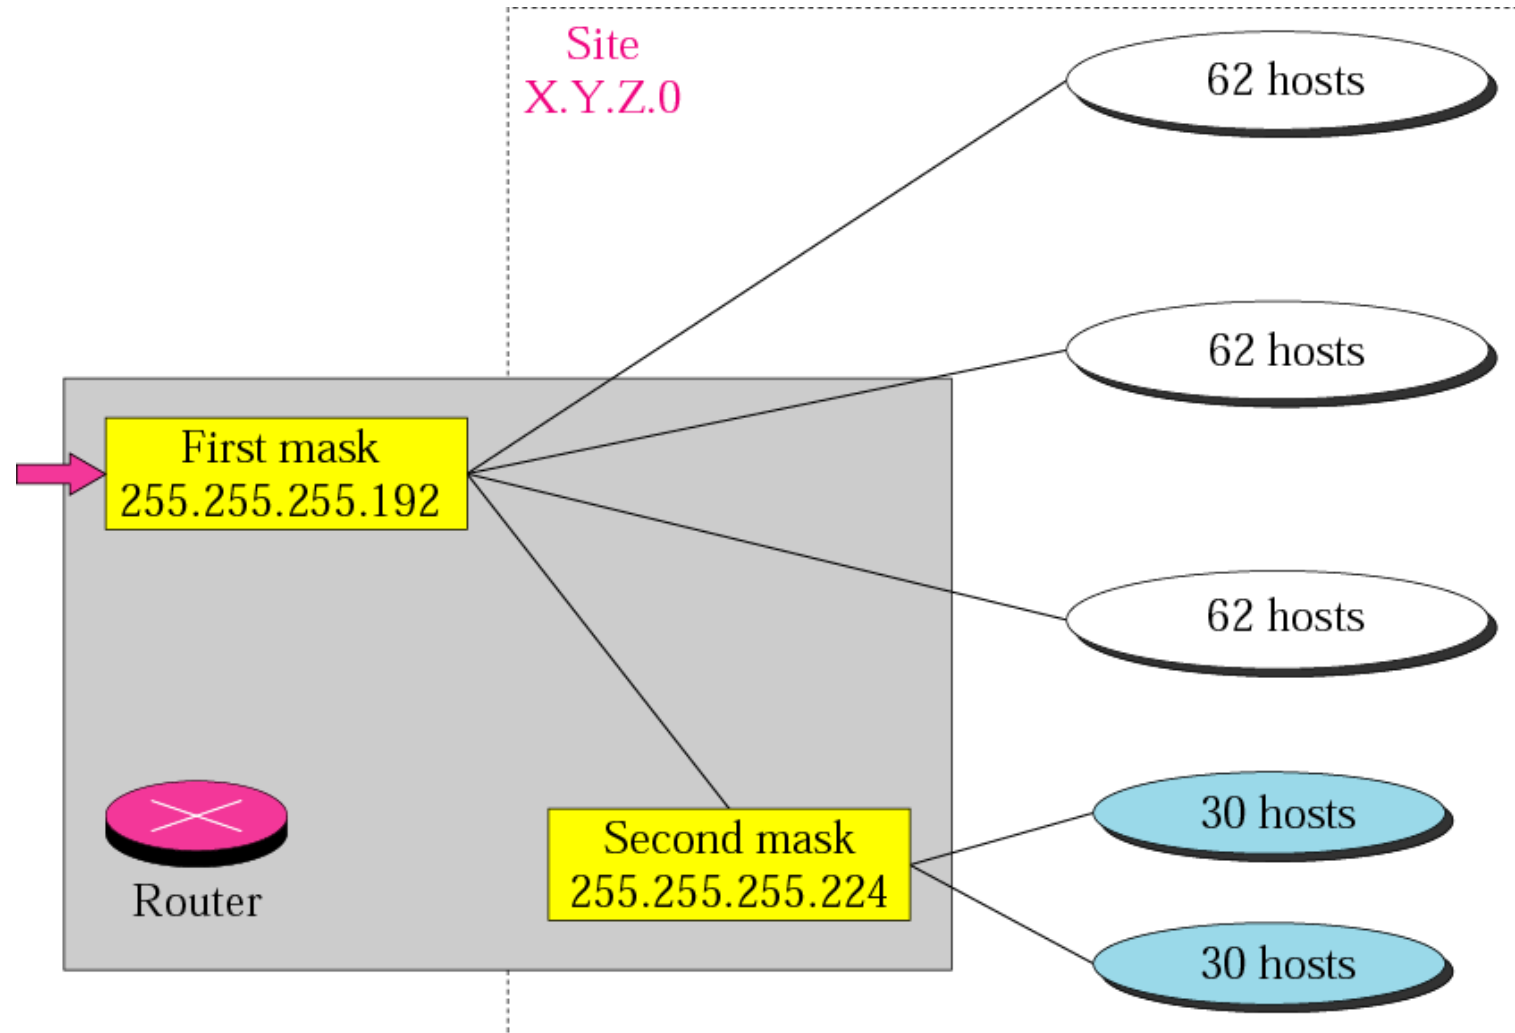 Site
X.Y.Z.0
62 hosts
62 hosts
First mask
255.255.255.192
62 hosts
30 hosts
Second mask
255.255.255.224
Router
30 hosts